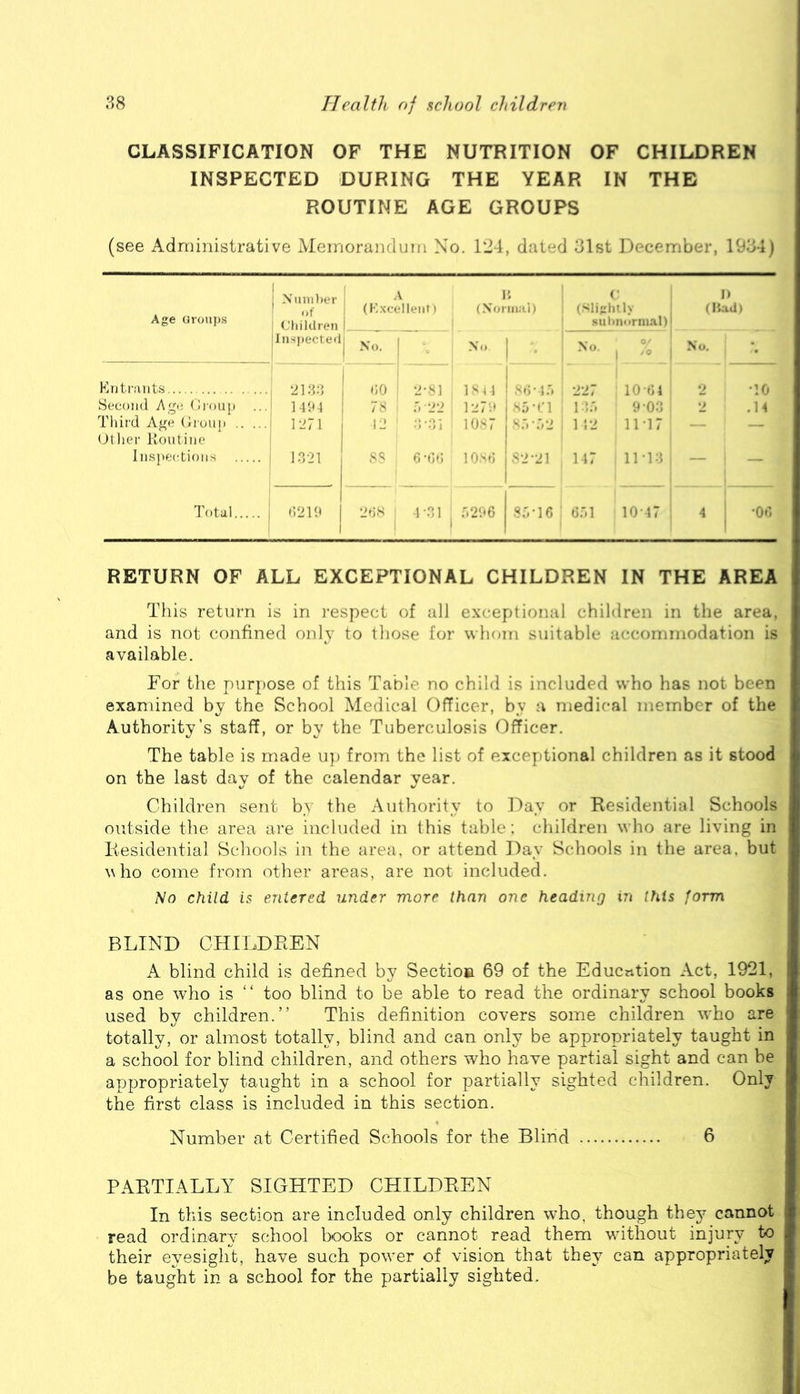 38 Health of school children
CLASSIFICATION OF THE NUTRITION OF CHILDREN
INSPECTED DURING THE YEAR IN THE
ROUTINE AGE GROUPS
(see Administrative Memorandum No. 124, dated 31st December, 1934)
Age Groups | Number of Children Inspected | A (Excellent) | B (Normal) | C (Slightly subnormal) | D (Bad)
No. | % | No. | % | No. | % | No. | %
Entrants ... | 2133 | 60 | 2·81 | 1844 | 86·45 | 227 | 10·64 | 2 | ·10
Second Age Group ... | 1494 | 78 | 5·22 | 1279 | 85·61 | 135 | 9·03 | 2 | .14
Third Age Group ... | 1271 | 42 | 3·31 | 1087 | 85·52 | 142 | 11·17 | — | —
Other Routine
Inspections ..... | 1321 | 88 | 6·66 | 1086 | 82·21 | 147 | 11·13 | — | —
Total..... | 6219 | 268 | 4·31 | 5296 | 85·16 | 651 | 10·47 | 4 | ·06
RETURN OF ALL EXCEPTIONAL CHILDREN IN THE AREA
This return is in respect of all exceptional children in the area,
and is not confined only to those for whom suitable accommodation is
available.
For the purpose of this Table no child is included who has not been
examined by the School Medical Officer, by a medical member of the
Authority's staff, or by the Tuberculosis Officer.
The table is made up from the list of exceptional children as it stood
on the last day of the calendar year.
Children sent by the Authority to Day or Residential Schools
outside the area are included in this table; children who are living in
Residential Schools in the area, or attend Day Schools in the area, but
who come from other areas, are not included.
No child is entered under more than one heading in this form
BLIND CHILDREN
A blind child is defined by Section 69 of the Education Act, 1921,
as one who is “ too blind to be able to read the ordinary school books
used by children.” This definition covers some children who are
totally, or almost totally, blind and can only be appropriately taught in
a school for blind children, and others who have partial sight and can be
appropriately taught in a school for partially sighted children. Only
the first class is included in this section.
Number at Certified Schools for the Blind ............ 6
PARTIALLY SIGHTED CHILDREN
In this section are included only children who, though they cannot
read ordinary school books or cannot read them without injury to
their eyesight, have such power of vision that they can appropriately
be taught in a school for the partially sighted.